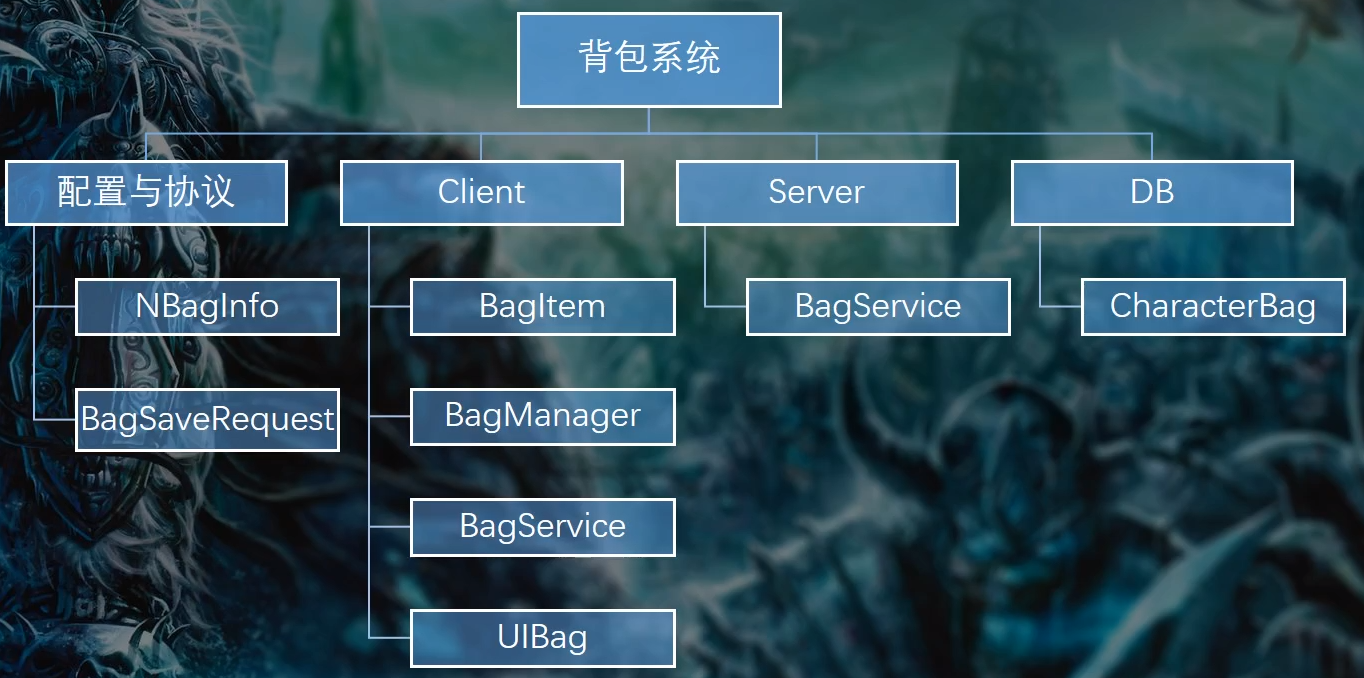 背包系统
配置与协议
Client
Server
DB
NBagInfo
BagItem
BagService
CharacterBag
BagSaveRequest
BagManager
BagService
UIBag